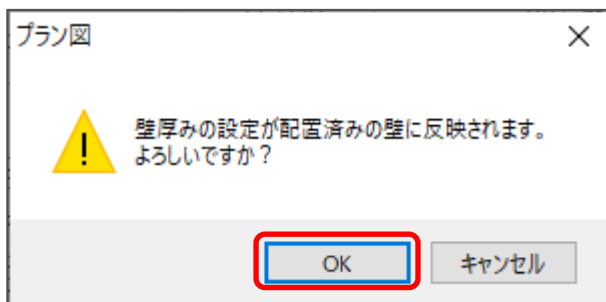 プラン図
壁厚みの設定が配置済みの壁に反映されます。
よろしいですか？
OK
キャンセル